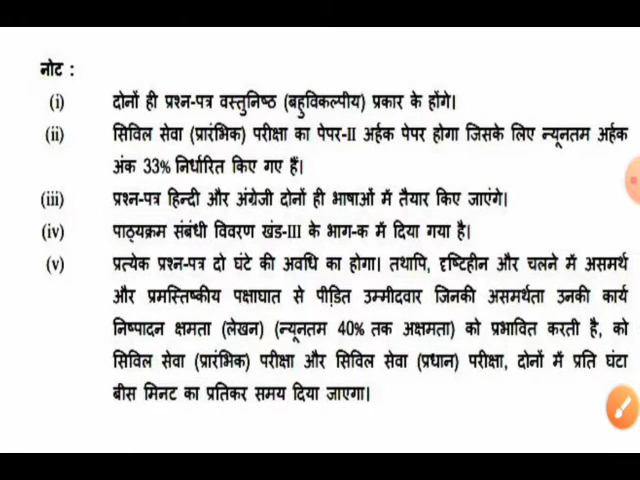 नोट :
(i) दोनों ही प्रश्न-पत्र वस्तुनिष्ठ (बहुविकल्पीय) प्रकार के होंगे।
(ii) सिविल सेवा (प्रारंभिक) परीक्षा का पेपर-II अर्हक पेपर होगा जिसके लिए न्यूनतम अर्हक
अंक 33% निर्धारित किए गए हैं।
(iii) प्रश्न-पत्र हिन्दी और अंग्रेजी दोनों ही भाषाओं में तैयार किए जाएंगे।
(iv) पाठ्यक्रम संबंधी विवरण खंड-III के भाग-क में दिया गया है।
(v) प्रत्येक प्रश्न-पत्र दो घंटे की अवधि का होगा। तथापि, दृष्टिहीन और चलने में असमर्थ
और प्रमस्तिष्कीय पक्षाघात से पीड़ित उम्मीदवार जिनकी असमर्थता उनकी कार्य
निष्पादन क्षमता (लेखन) (न्यूनतम 40% तक अक्षमता) को प्रभावित करती है, को
सिविल सेवा (प्रारंभिक) परीक्षा और सिविल सेवा (प्रधान) परीक्षा, दोनों में प्रति घंटा
बीस मिनट का प्रतिकर समय दिया जाएगा।